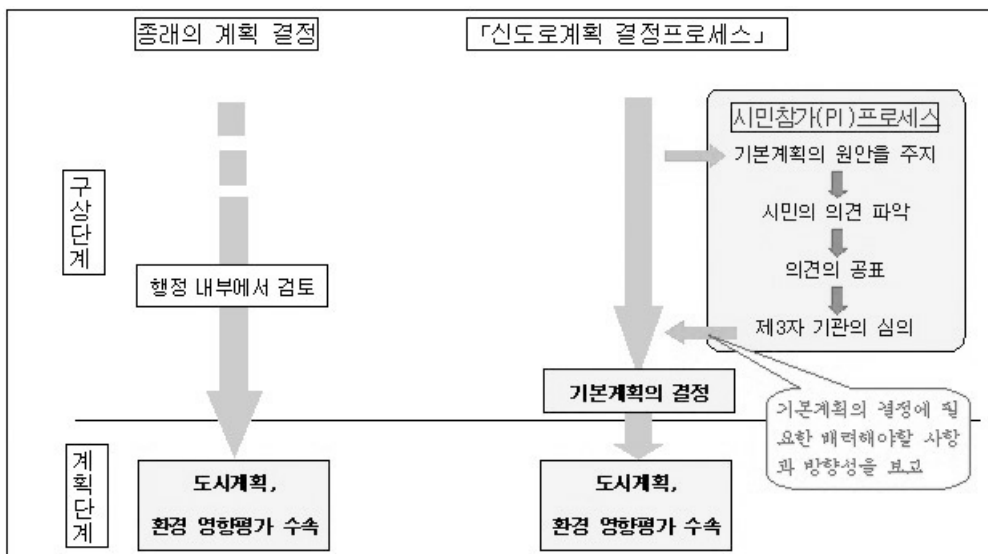 종래의 계획 결정
「신도로계획 결정프로세스」
시민참가(PI)프로세스
기본계획의 원안을 주지
시민의 의견 파악
의견의 공표
제3자 기관의 심의
구상단계
행정 내부에서 검토
기본계획의 결정
기본계획의 결정에 필
요한 배려해야할 사항
과 방향성을 보고
계획단계
도시계획,
환경 영향평가 수속
도시계획,
환경 영향평가 수속